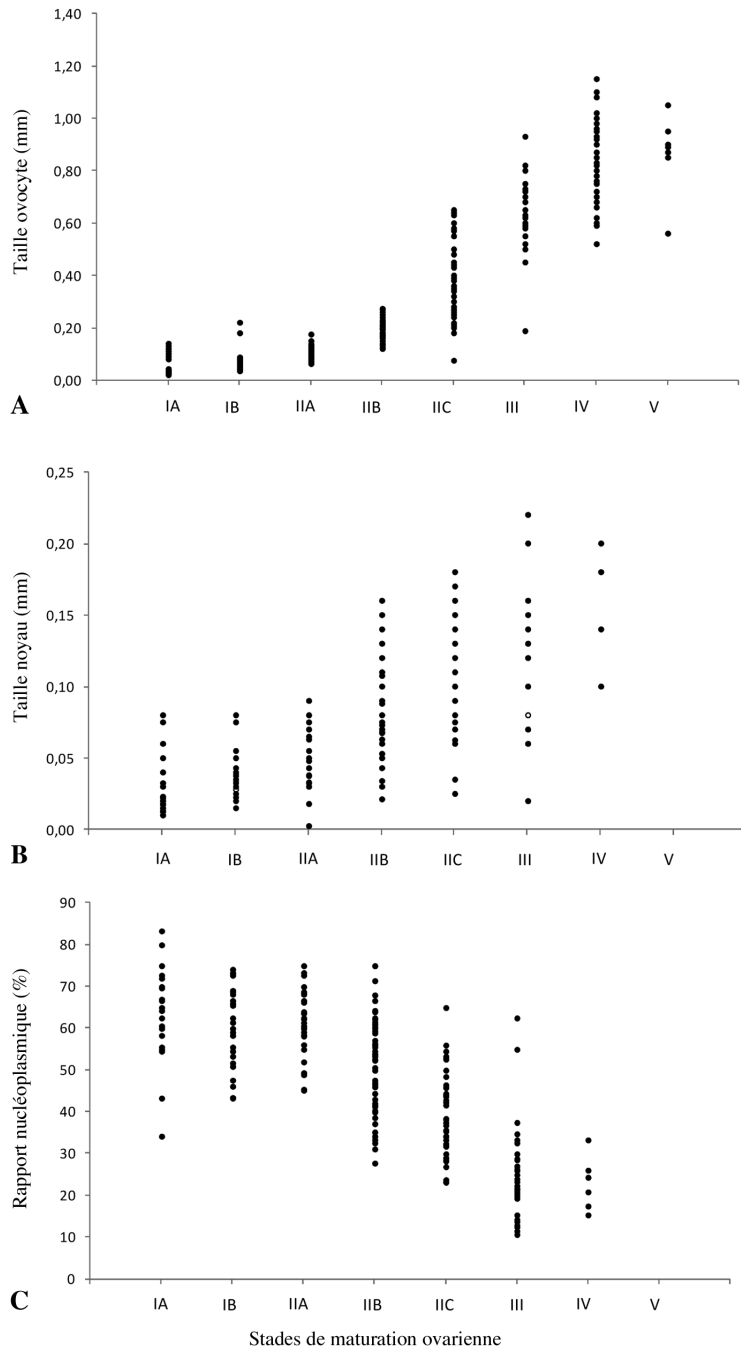 1,40
1,20
1,00
0,80
0,60
0,40
0,20
0,00
Taille ovocyte (mm)
IA IB IIA IIB IIC III IV V
A
0,25
0,20
0,15
0,10
0,05
0,00
Taille noyau (mm)
IA IB IIA IIB IIC III IV V
B
90
80
70
60
50
40
30
20
10
0
Rapport nucléoplasmique (%)
IA IB IIA IIB IIC III IV V
C
Stades de maturation ovarienne